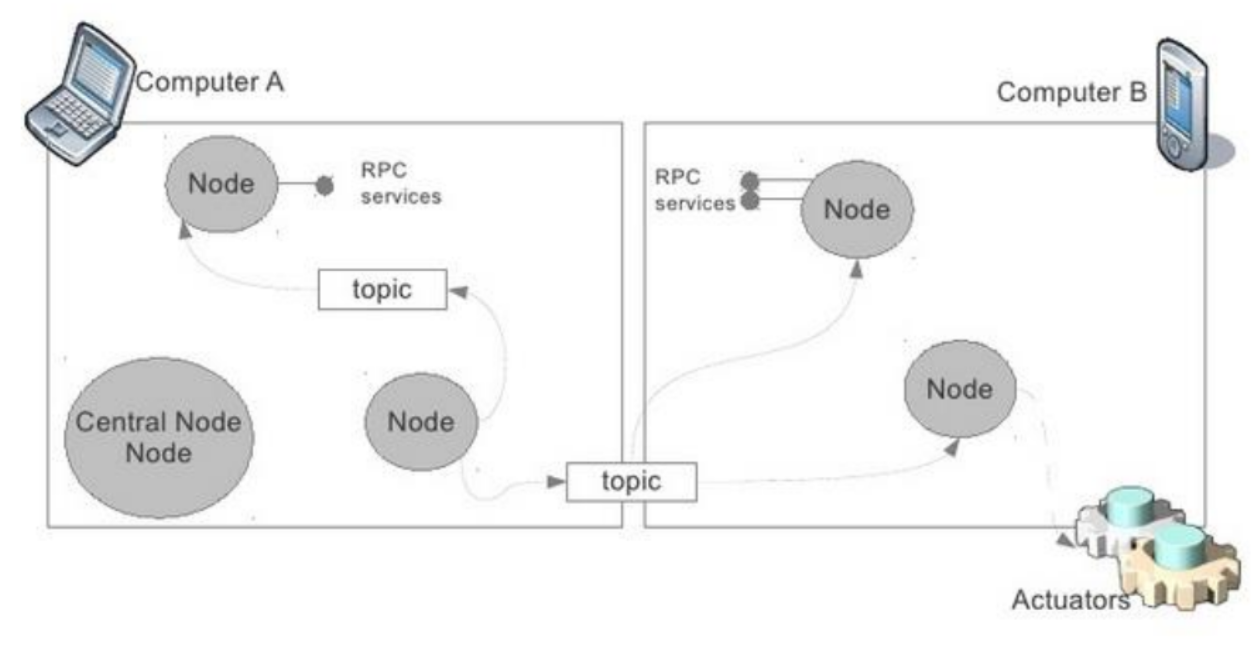 Computer A
Computer B
Node
RPC
services
topic
Central Node
Node
Node
RPC
services
Node
Node
topic
Actuators